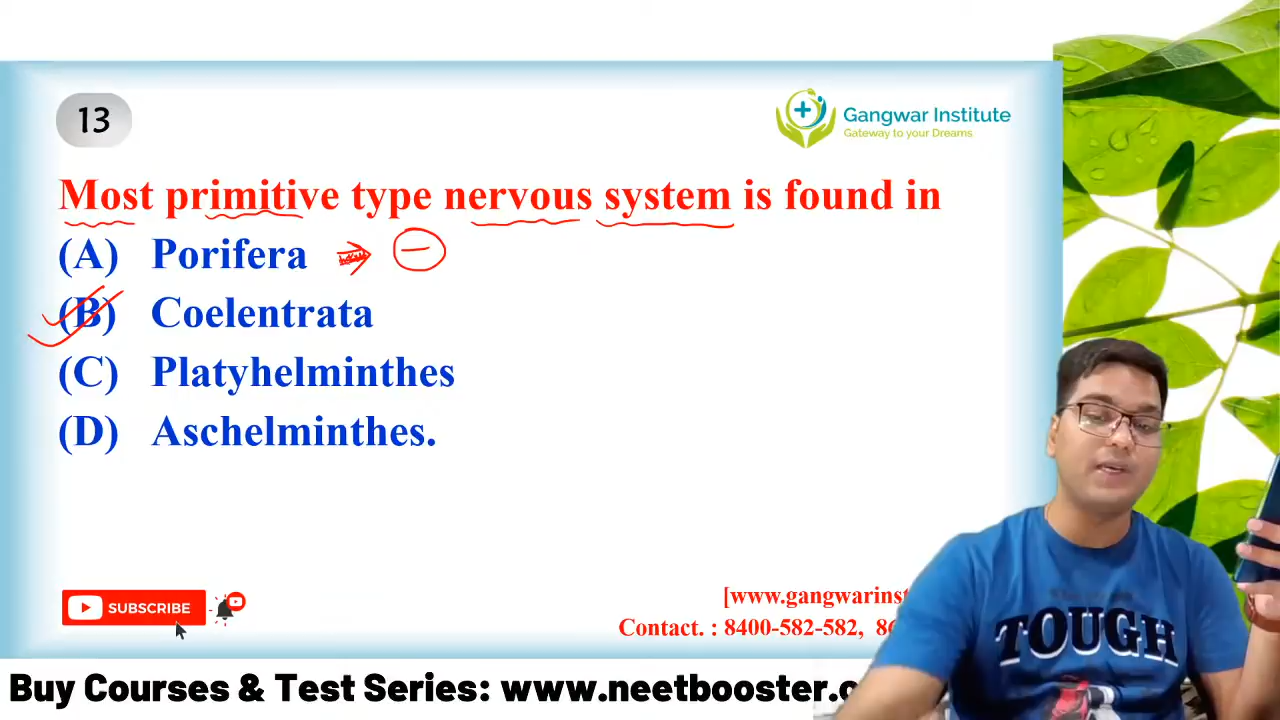 13
Gangwar Institute
Gateway to your Dreams
Most primitive type nervous system is found in
(A) Porifera
(B) Coelentrata
(C) Platyhelminthes
(D) Aschelminthes.
SUBSCRIBE
[www.gangwarinst
Contact. : 8400-582-582, 86
TOUGH
Buy Courses & Test Series: www.neetbooster.c